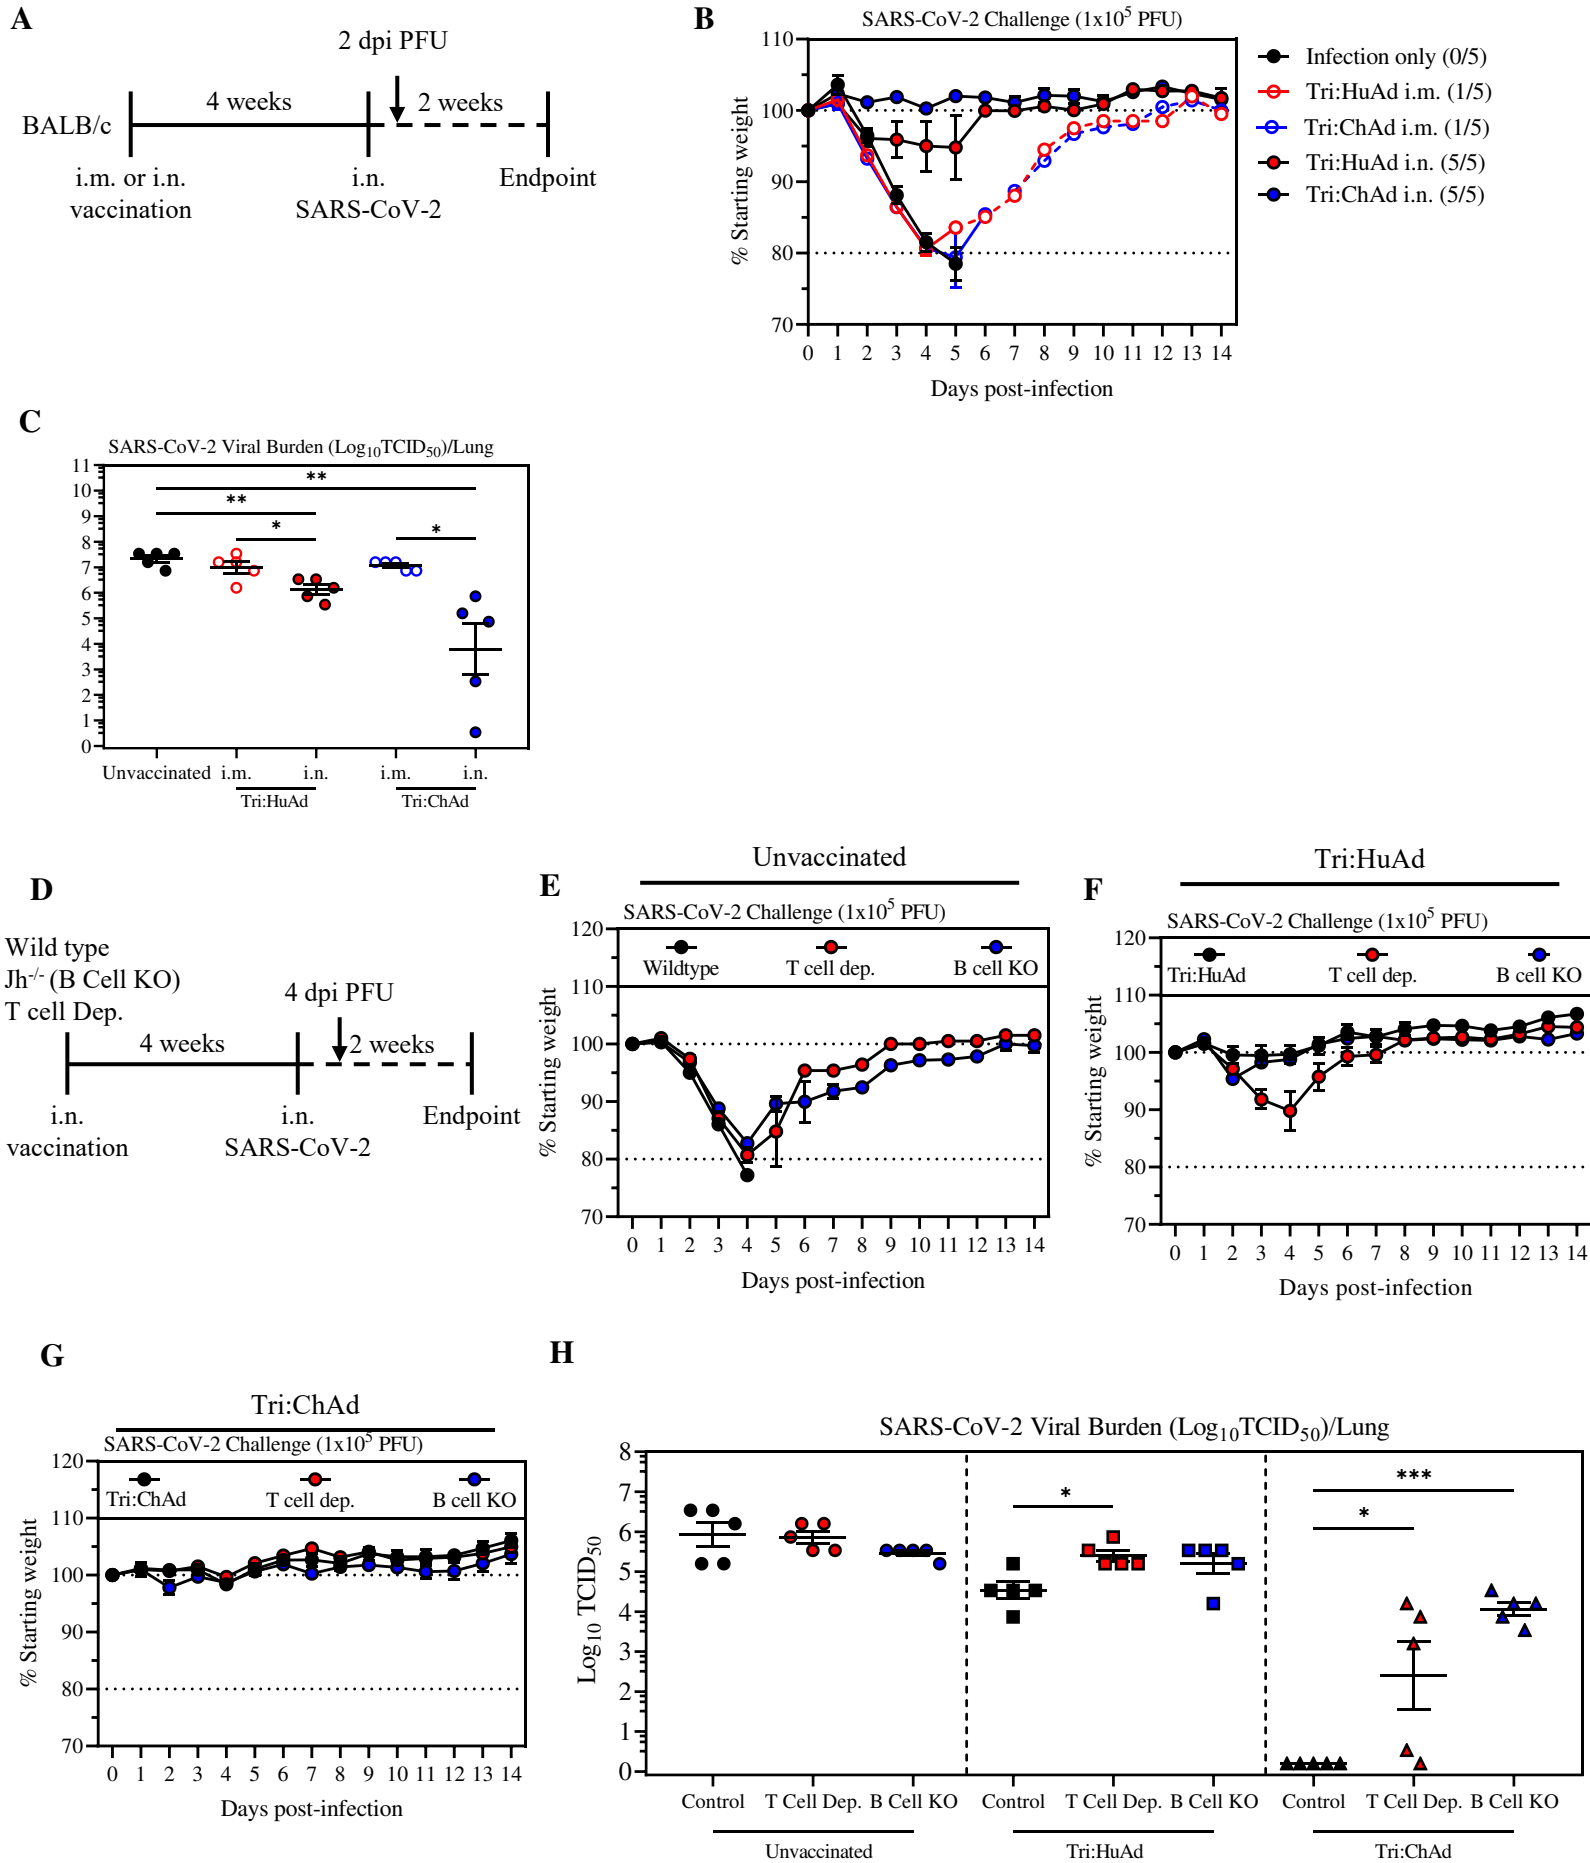 A
2 dpi PFU
4 weeks
2 weeks
BALB/c
i.m. or i.n.
vaccination
i.n.
SARS-CoV-2
Endpoint
B
SARS-CoV-2 Challenge (1x10⁵ PFU)
% Starting weight
110
100
90
80
70
0 1 2 3 4 5 6 7 8 9 10 11 12 13 14
Days post-infection
Infection only (0/5)
Tri:HuAd i.m. (1/5)
Tri:ChAd i.m. (1/5)
Tri:HuAd i.n. (5/5)
Tri:ChAd i.n. (5/5)
C
SARS-CoV-2 Viral Burden (Log₁₀TCID₅₀)/Lung
11
10
9
8
7
6
5
4
3
2
1
0
**
**
*
*
Unvaccinated i.m. i.n. i.m. i.n.
Tri:HuAd Tri:ChAd
D
Wild type
Jh⁻/⁻ (B Cell KO)
T cell Dep.
4 dpi PFU
4 weeks
2 weeks
i.n.
vaccination
i.n.
SARS-CoV-2
Endpoint
E
Unvaccinated
SARS-CoV-2 Challenge (1x10⁵ PFU)
% Starting weight
120
110
100
90
80
70
Wildtype T cell dep. B cell KO
0 1 2 3 4 5 6 7 8 9 10 11 12 13 14
Days post-infection
F
Tri:HuAd
SARS-CoV-2 Challenge (1x10⁵ PFU)
% Starting weight
120
110
100
90
80
70
Tri:HuAd T cell dep. B cell KO
0 1 2 3 4 5 6 7 8 9 10 11 12 13 14
Days post-infection
G
Tri:ChAd
SARS-CoV-2 Challenge (1x10⁵ PFU)
% Starting weight
120
110
100
90
80
70
Tri:ChAd T cell dep. B cell KO
0 1 2 3 4 5 6 7 8 9 10 11 12 13 14
Days post-infection
H
SARS-CoV-2 Viral Burden (Log₁₀TCID₅₀)/Lung
Log₁₀ TCID₅₀
8
7
6
5
4
3
2
1
0
*
***
*
Control T Cell Dep. B Cell KO Control T Cell Dep. B Cell KO Control T Cell Dep. B Cell KO
Unvaccinated Tri:HuAd Tri:ChAd